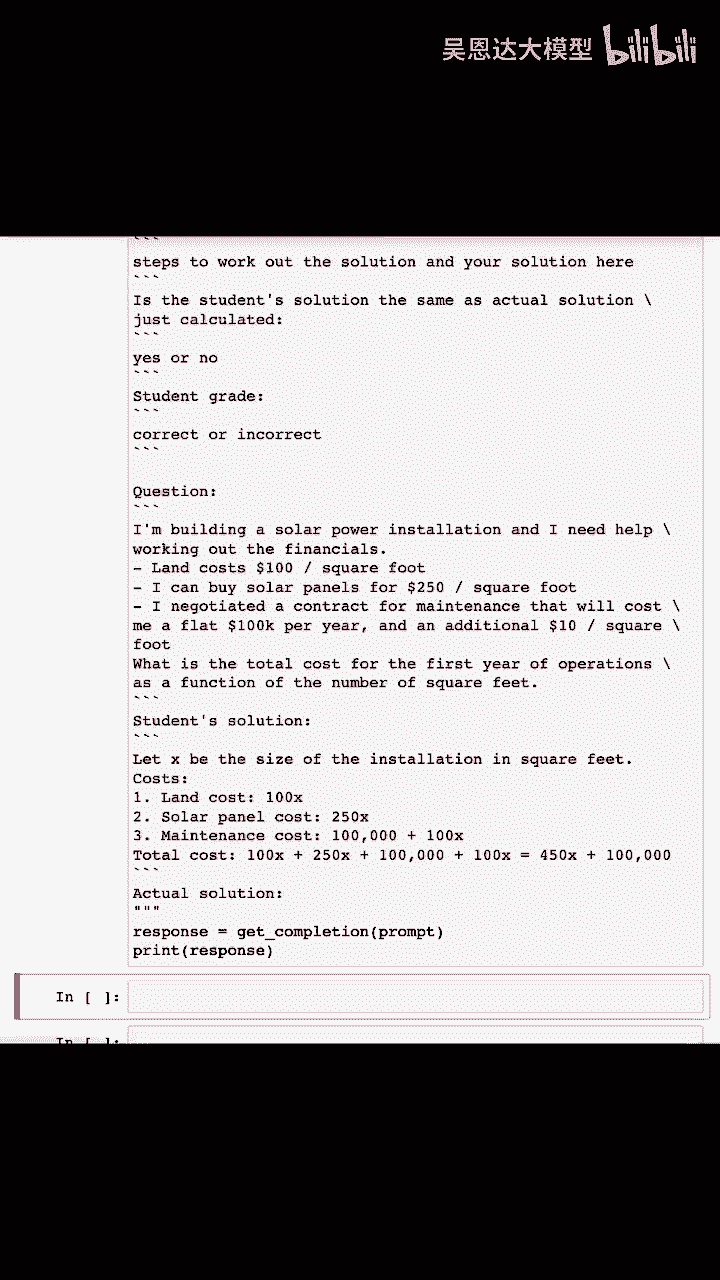 吴恩达大模型 bilibili
```
steps to work out the solution and your solution here
```
Is the student's solution the same as actual solution \
just calculated:
```
yes or no
```
Student grade:
```
correct or incorrect
```
Question:
```
I'm building a solar power installation and I need help \
working out the financials.
- Land costs $100 / square foot
- I can buy solar panels for $250 / square foot
- I negotiated a contract for maintenance that will cost \
me a flat $100k per year, and an additional $10 / square \
foot
What is the total cost for the first year of operations \
as a function of the number of square feet.
```
Student's solution:
```
Let x be the size of the installation in square feet.
Costs:
1. Land cost: 100x
2. Solar panel cost: 250x
3. Maintenance cost: 100,000 + 100x
Total cost: 100x + 250x + 100,000 + 100x = 450x + 100,000
```
Actual solution:
"""
response = get_completion(prompt)
print(response)
In [ ]:
In [ ]: